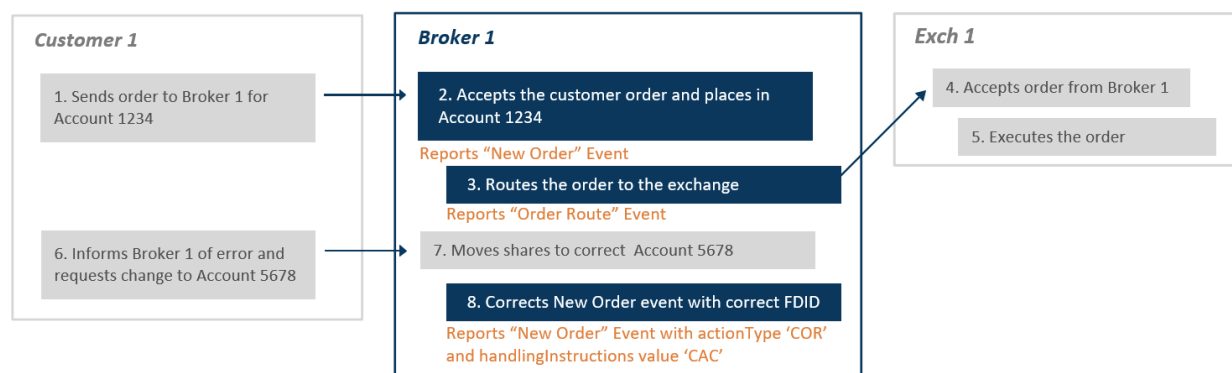 Customer 1
1. Sends order to Broker 1 for
Account 1234
6. Informs Broker 1 of error and
requests change to Account 5678
Broker 1
2. Accepts the customer order and places in
Account 1234
Reports “New Order” Event
3. Routes the order to the exchange
Reports “Order Route” Event
7. Moves shares to correct  Account 5678
8. Corrects New Order event with correct FDID
Reports “New Order” Event with actionType ‘COR’
and handlingInstructions value ‘CAC’
Exch 1
4. Accepts order from Broker 1
5. Executes the order